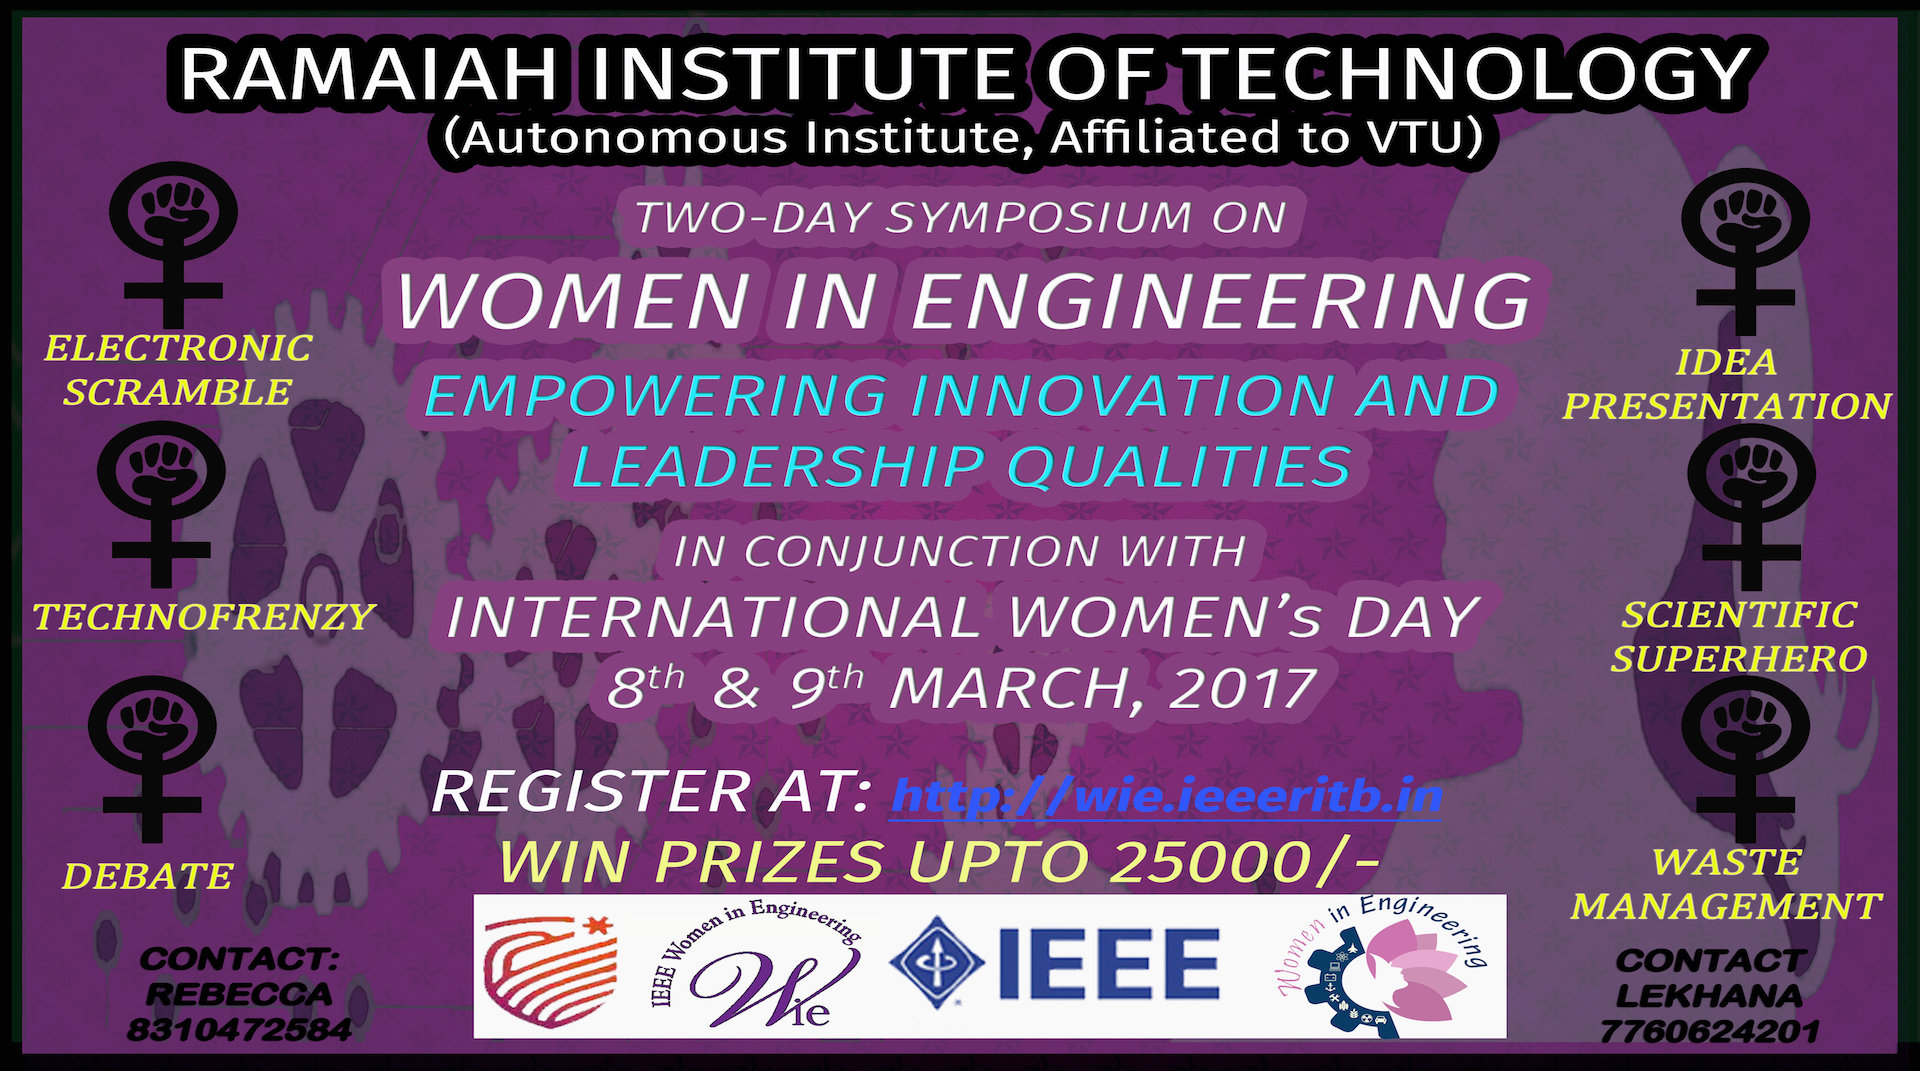 RAMAIAH INSTITUTE OF TECHNOLOGY
(Autonomous Institute, Affiliated to VTU)
TWO-DAY SYMPOSIUM ON
WOMEN IN ENGINEERING
EMPOWERING INNOVATION AND
LEADERSHIP QUALITIES
IN CONJUNCTION WITH
INTERNATIONAL WOMEN's DAY
8th & 9th MARCH, 2017
REGISTER AT: http://wie.ieeeritb.in
WIN PRIZES UPTO 25000/-
ELECTRONIC
SCRAMBLE
TECHNOFRENZY
DEBATE
CONTACT:
REBECCA
8310472584
IDEA
PRESENTATION
SCIENTIFIC
SUPERHERO
WASTE
MANAGEMENT
CONTACT
LEKHANA
7760624201
IEEE Women in Engineering
Wie
IEEE
Women in Engineering